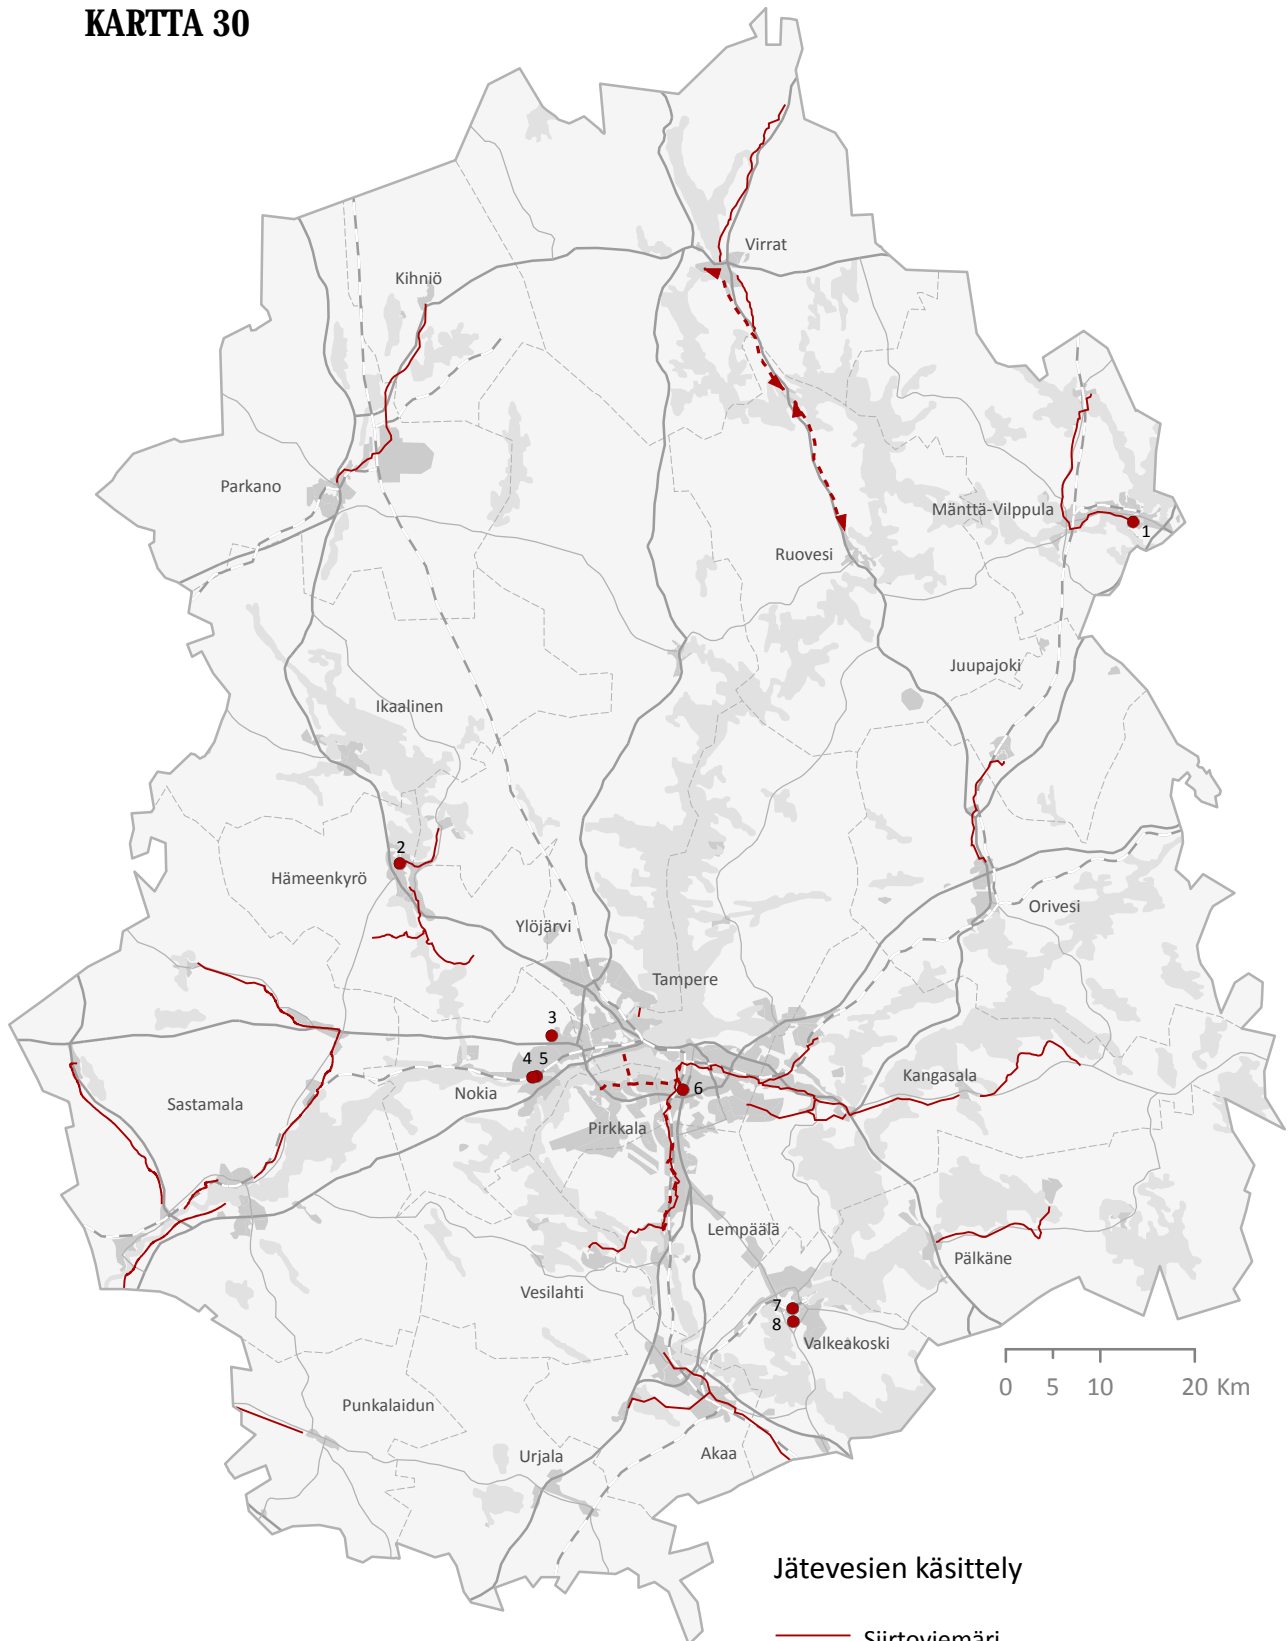 KARTTA 30
Virrat
Kihniö
Parkano
Mänttä-Vilppula
1
Ruovesi
Juupajoki
Ikaalinen
2
Hämeenkyrö
Orivesi
Ylöjärvi
Tampere
3
4 5
Nokia
Kangasala
6
Sastamala
Pirkkala
Lempäälä
Pälkäne
Vesilahti
7
8
Valkeakoski
0 5 10 20 Km
Punkalaidun
Urjala
Akaa
Jätevesien käsittely
Siirtoviemäri